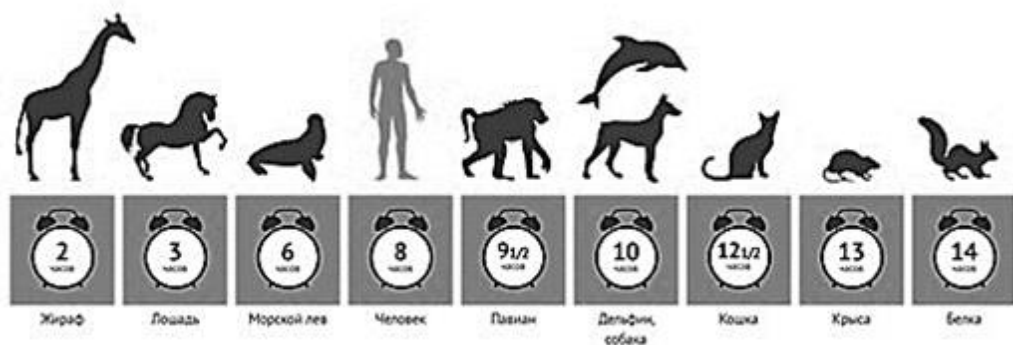 2
часов
3
часов
6
часов
8
часов
9 1/2
часов
10
часов
12 1/2
часов
13
часов
14
часов
Жираф
Лошадь
Морской лев
Человек
Павиан
Дельфин,
собака
Кошка
Крыса
Белка